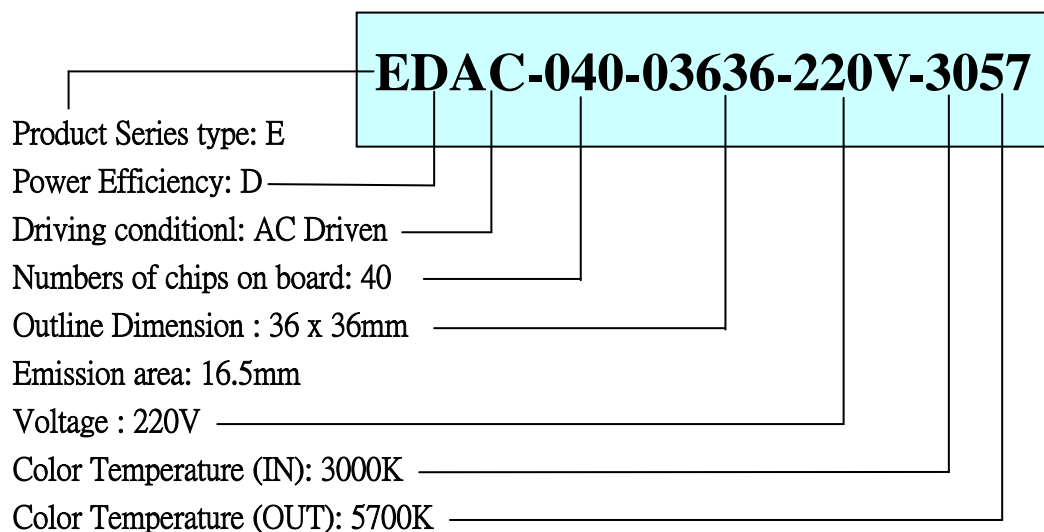 EDAC-040-03636-220V-3057
Product Series type: E
Power Efficiency: D
Driving conditionl: AC Driven
Numbers of chips on board: 40
Outline Dimension : 36 x 36mm
Emission area: 16.5mm
Voltage : 220V
Color Temperature (IN): 3000K
Color Temperature (OUT): 5700K